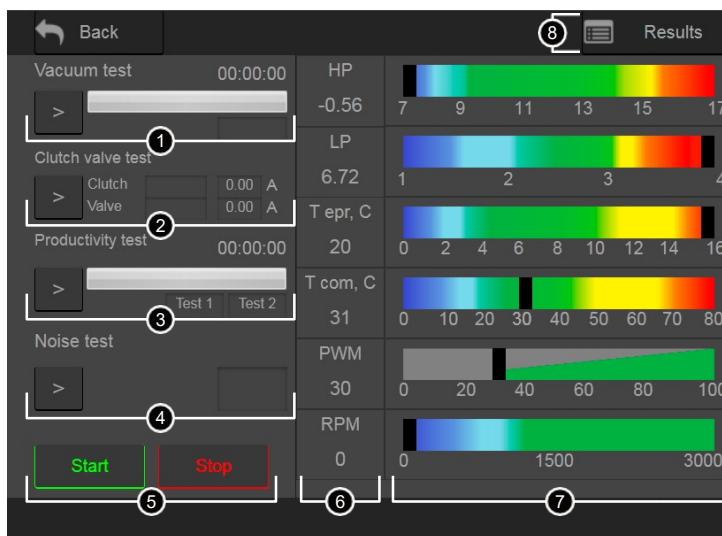 Back
8
Results
Vacuum test 00:00:00
>
1
Clutch valve test
>
Clutch 0.00 A
Valve 0.00 A
2
Productivity test 00:00:00
>
Test 1 Test 2
3
Noise test
>
4
Start Stop
5
HP
-0.56
LP
6.72
T epr, C
20
T com, C
31
PWM
30
RPM
0
6
7 9 11 13 15 17
1 2 3 4
0 2 4 6 8 10 12 14 16
0 10 20 30 40 50 60 70 80
0 20 40 60 80 100
0 1500 3000
7